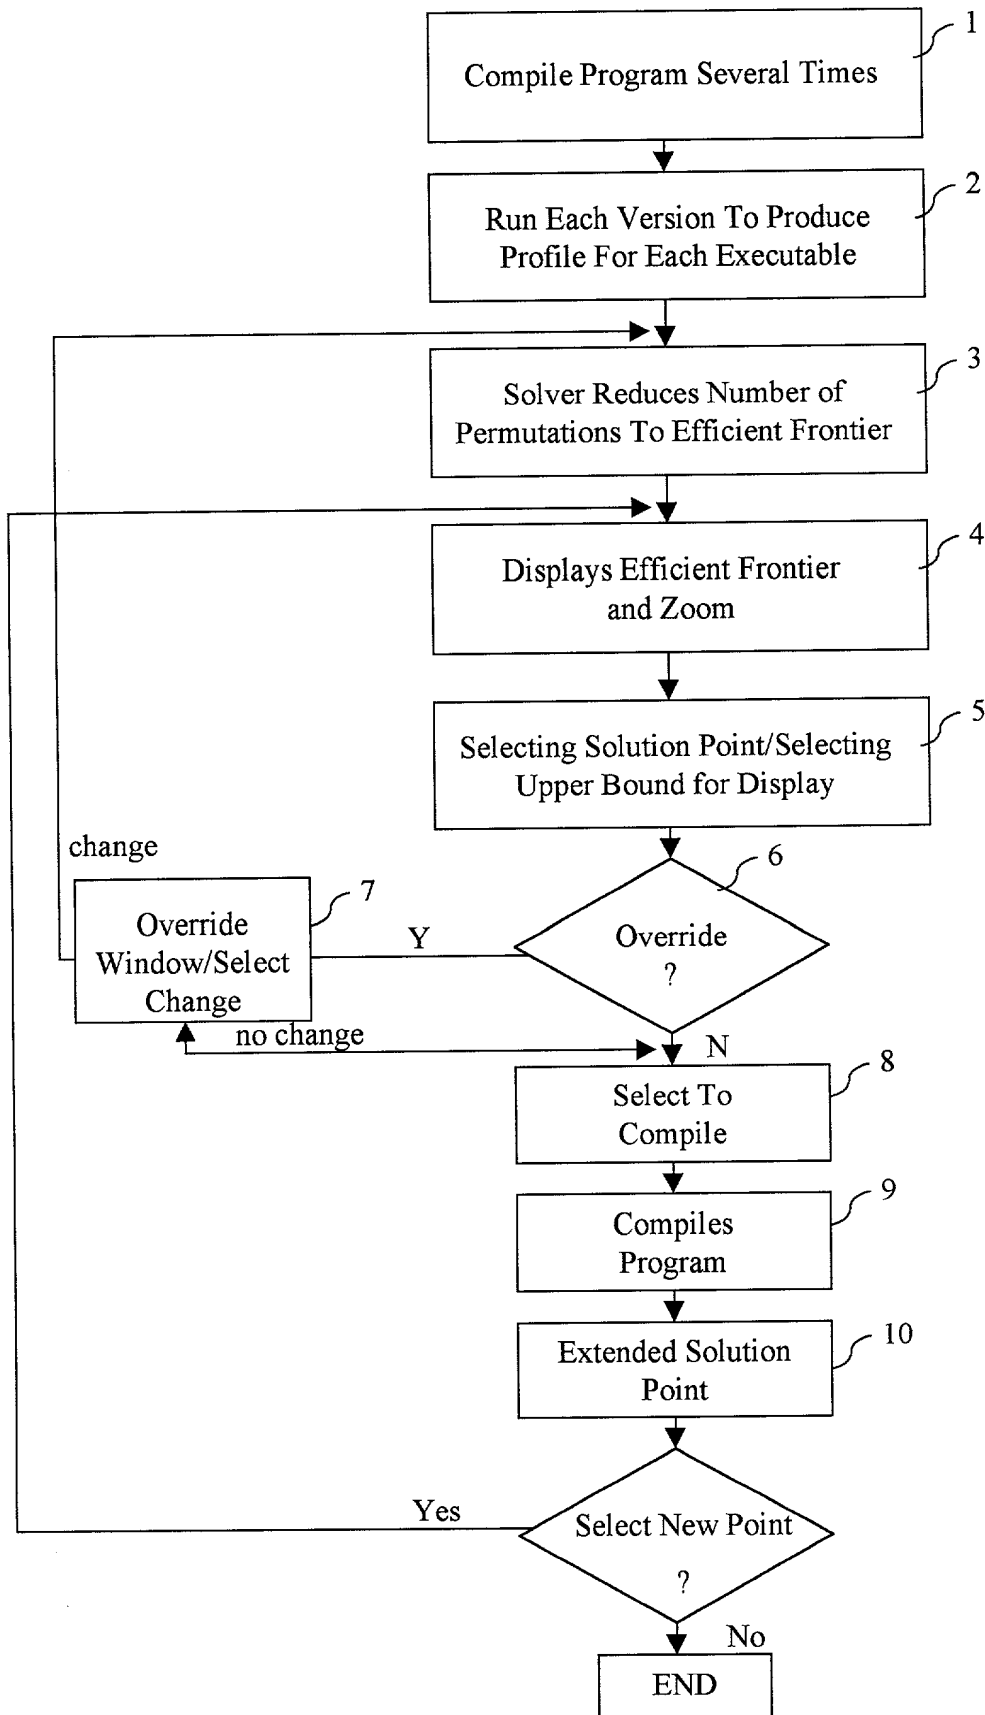 1
Compile Program Several Times
2
Run Each Version To Produce
Profile For Each Executable
3
Solver Reduces Number of
Permutations To Efficient Frontier
4
Displays Efficient Frontier
and Zoom
5
Selecting Solution Point/Selecting
Upper Bound for Display
change
6
7
Override
?
Y
Override
Window/Select
Change
no change
N
8
Select To
Compile
9
Compiles
Program
10
Extended Solution
Point
Yes
Select New Point
?
No
END